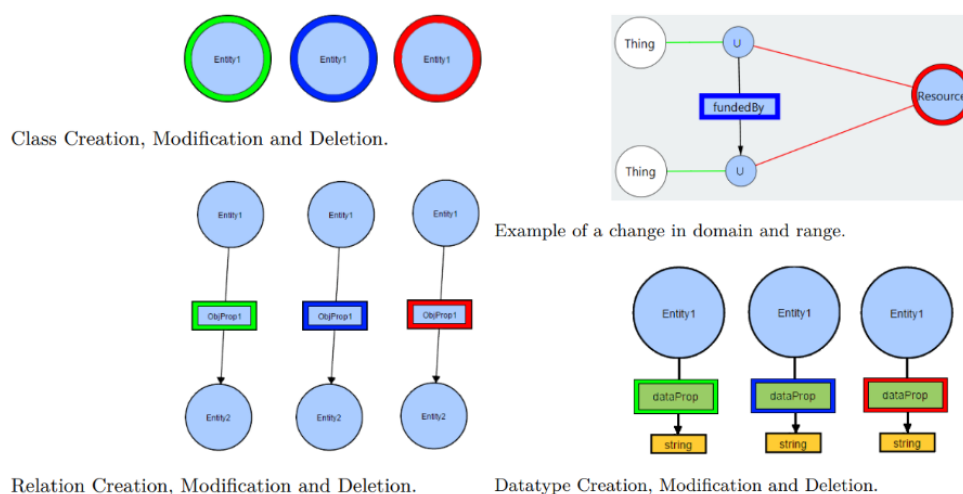 Entity1 Entity1 Entity1
Class Creation, Modification and Deletion.
Entity1 Entity1 Entity1
ObjProp1 ObjProp1 ObjProp1
Entity2 Entity2 Entity2
Relation Creation, Modification and Deletion.
Thing U
fundedBy Resource
Thing U
Example of a change in domain and range.
Entity1 Entity1 Entity1
dataProp dataProp dataProp
string string string
Datatype Creation, Modification and Deletion.